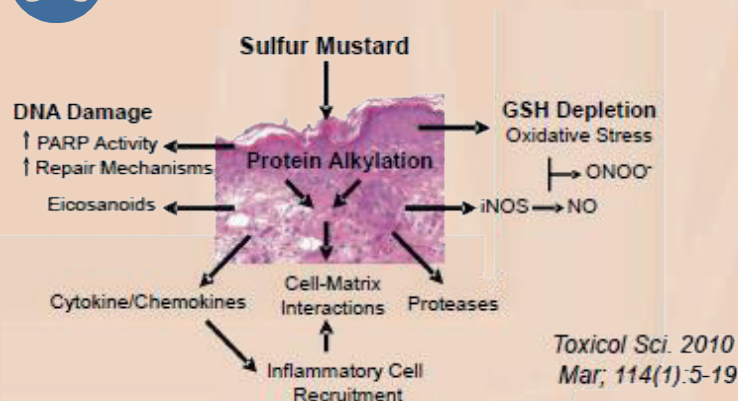 Sulfur Mustard
DNA Damage
↑ PARP Activity
↑ Repair Mechanisms
Eicosanoids
Protein Alkylation
GSH Depletion
Oxidative Stress
ONOO⁻
iNOS → NO
Cytokine/Chemokines
Cell-Matrix
Interactions
Proteases
Inflammatory Cell
Recruitment
Toxicol Sci. 2010
Mar; 114(1):5-19